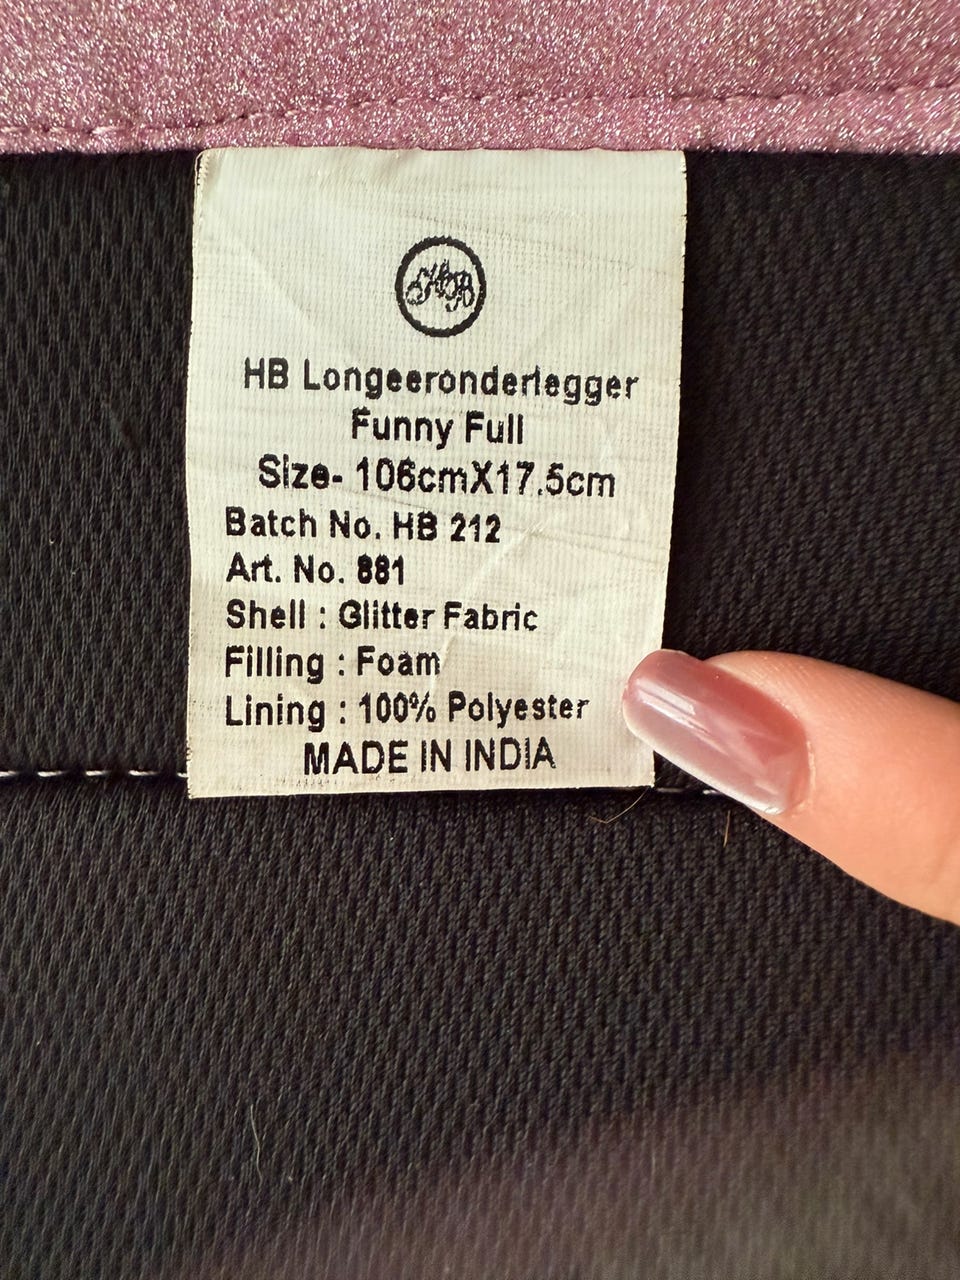 HB
HB Longeeronderlegger
Funny Full
Size- 106cmX17.5cm
Batch No. HB 212
Art. No. 881
Shell : Glitter Fabric
Filling : Foam
Lining : 100% Polyester
MADE IN INDIA